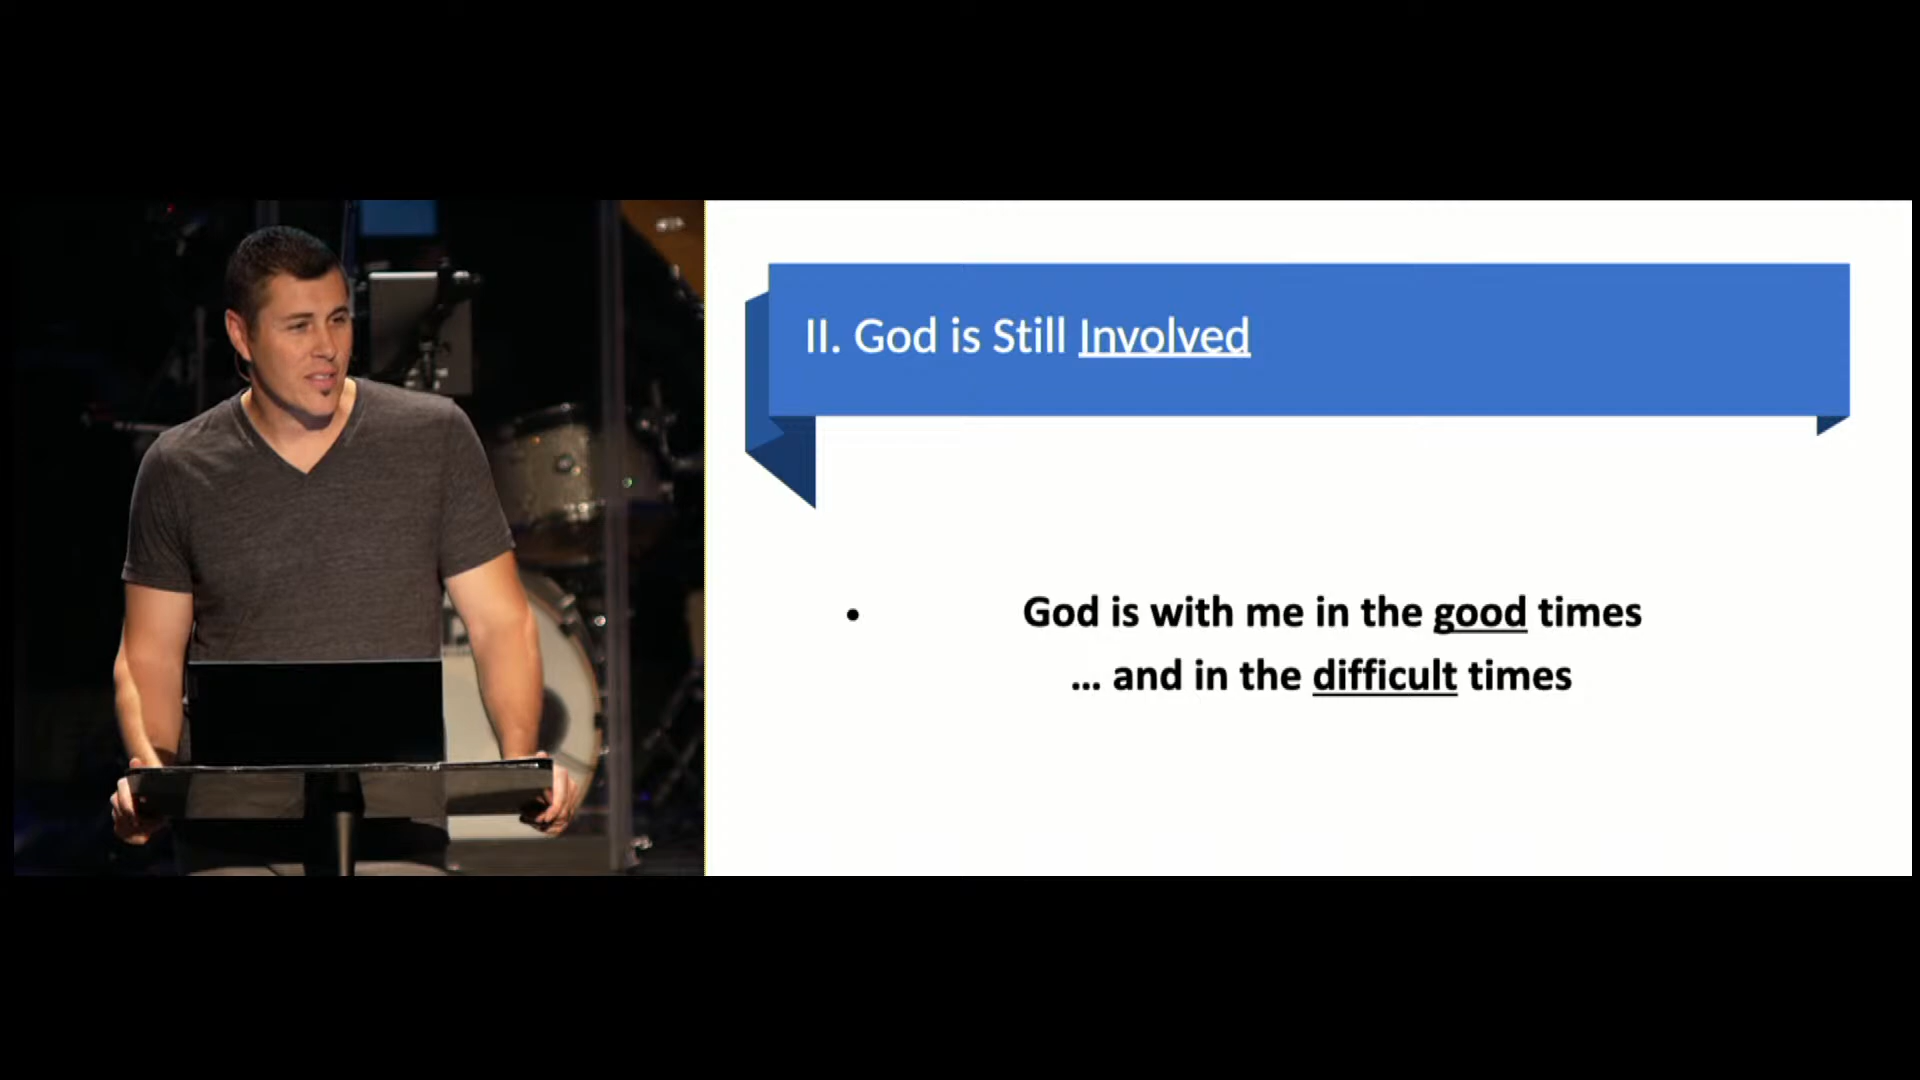 II. God is Still Involved
• God is with me in the good times
... and in the difficult times